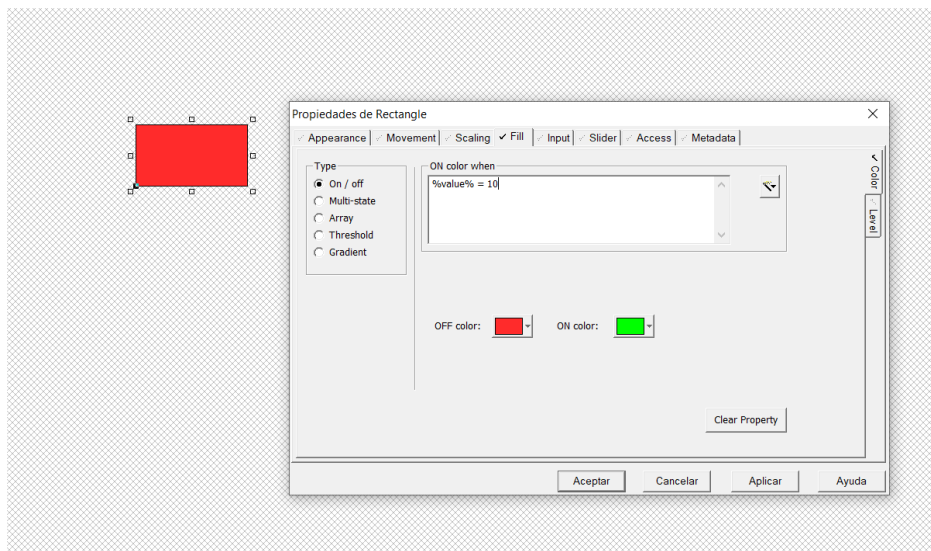 Propiedades de Rectangle
Appearance Movement Scaling Fill Input Slider Access Metadata
Type
On / off
Multi-state
Array
Threshold
Gradient
ON color when
%value% = 10
Color
Level
OFF color:
ON color:
Clear Property
Aceptar Cancelar Aplicar Ayuda